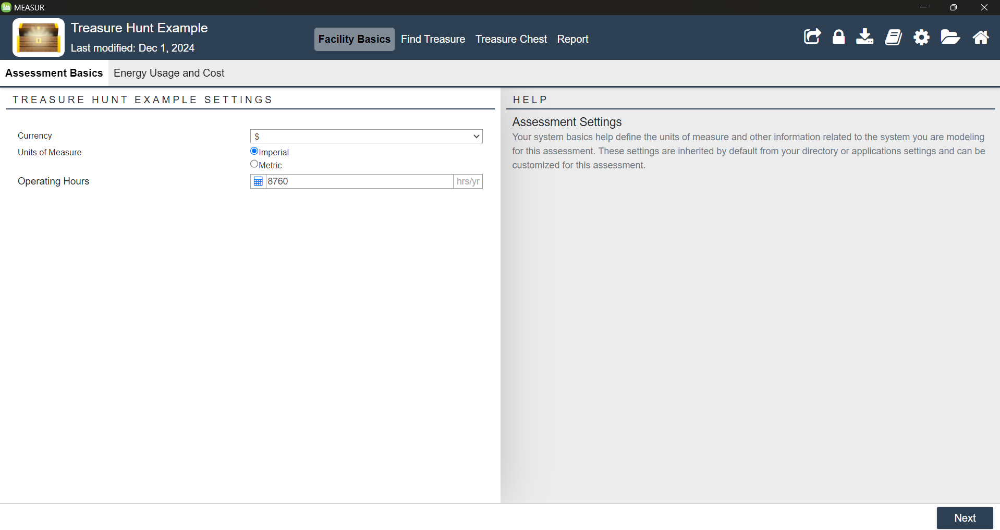 MEASUR
Treasure Hunt Example
Last modified: Dec 1, 2024
Facility Basics
Find Treasure
Treasure Chest
Report
Assessment Basics
Energy Usage and Cost
TREASURE HUNT EXAMPLE SETTINGS
Currency
$
Units of Measure
Imperial
Metric
Operating Hours
8760
hrs/yr
HELP
Assessment Settings
Your system basics help define the units of measure and other information related to the system you are modeling
for this assessment. These settings are inherited by default from your directory or applications settings and can be
customized for this assessment.
Next